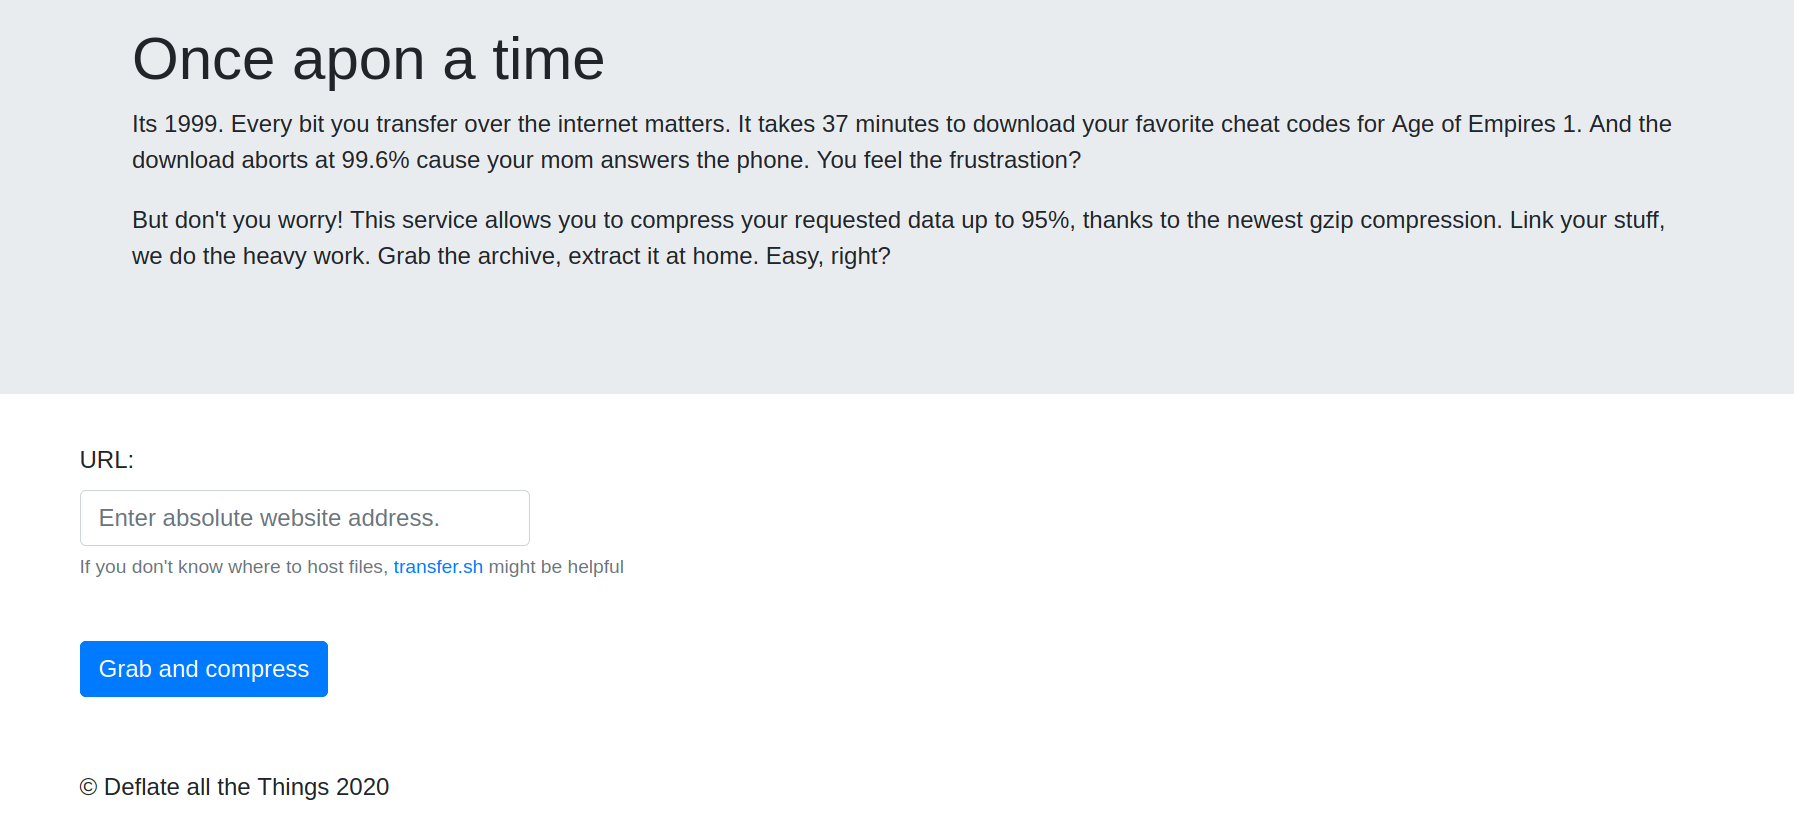 Once apon a time
Its 1999. Every bit you transfer over the internet matters. It takes 37 minutes to download your favorite cheat codes for Age of Empires 1. And the
download aborts at 99.6% cause your mom answers the phone. You feel the frustrastion?
But don't you worry! This service allows you to compress your requested data up to 95%, thanks to the newest gzip compression. Link your stuff,
we do the heavy work. Grab the archive, extract it at home. Easy, right?
URL:
Enter absolute website address.
If you don't know where to host files, transfer.sh might be helpful
Grab and compress
© Deflate all the Things 2020